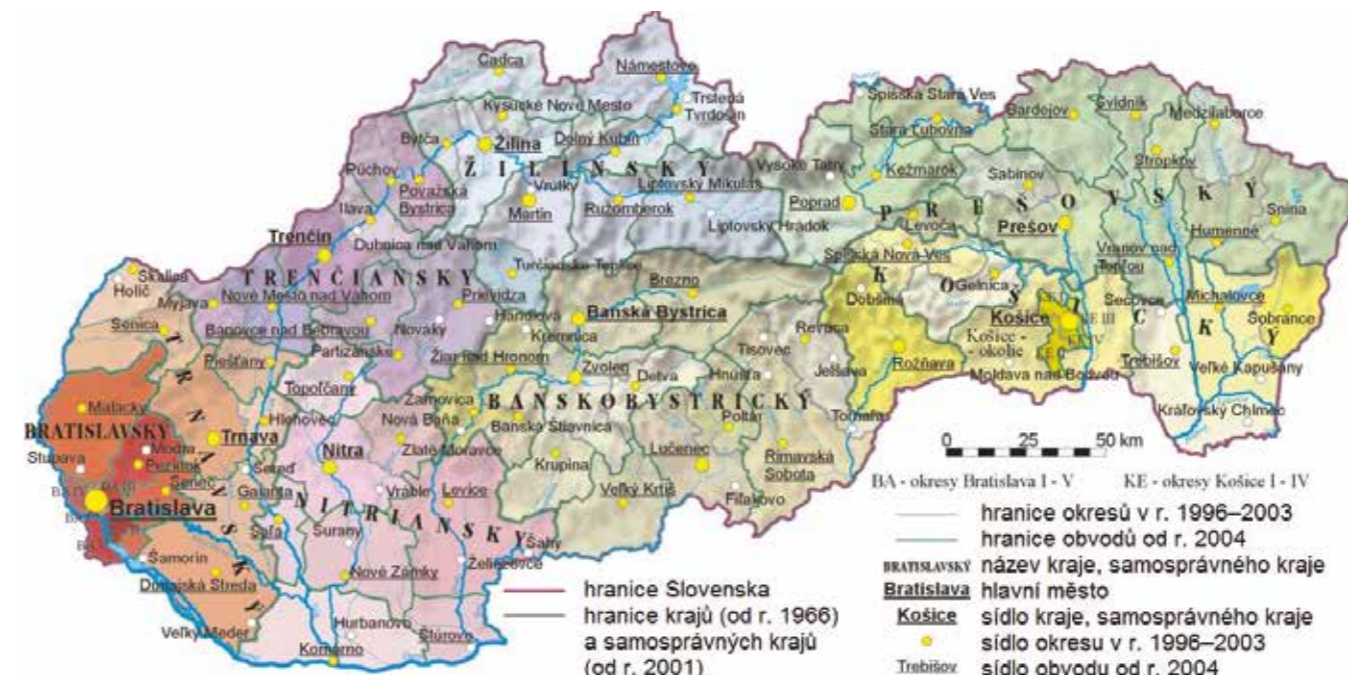 Čadca
Námestovo
Kysucké Nové Mesto
Trstená
Tvrdošín
Spišská Stará Ves
Bardejov
Svidník
Medzilaborce
Bytča
Žilina
Dolný Kubín
Stará Ľubovňa
Stropkov
Vysoké Tatry
Kežmarok
Sabinov
Púchov
Považská
Bystrica
ŽILINSKÝ
Vrútky
Liptovský Mikuláš
Martin
Ružomberok
Poprad
Levoča
PREŠOVSKÝ
Snina
Ilava
Liptovský Hrádok
Prešov
Humenné
Trenčín
Dubnica nad Váhom
Spišská Nová Ves
Vranov nad
Topľou
Skalica
Holíč
TRENČIANSKY
Turčianske Teplice
Brezno
KOŠICKÝ
Gelnica
Myjava
Nové Mesto nad Váhom
Prievidza
Dobšiná
Sečovce
Michalovce
Sobrance
Senica
Bánovce nad Bebravou
Nováky
Handlová
Kremnica
Banská Bystrica
Revúca
Košice
KE III
KE IV
Košice -
- okolie
Piešťany
Partizánske
Žiar nad Hronom
Zvolen
Tisovec
Rožňava
Trebišov
Topoľčany
Detva
Hnúšťa
Jelšava
Moldava nad Bodvou
Veľké Kapušany
Malacky
TRNAVSKÝ
Hlohovec
Nová Baňa
Žarnovica
BANSKOBYSTRICKÝ
Banská Štiavnica
Poltár
Tornaľa
Kráľovský Chlmec
BRATISLAVSKÝ
Trnava
Nitra
Zlaté Moravce
Krupina
Lučenec
Rimavská
Sobota
0 50 km
Stupava
Modra
Pezinok
Senec
Sereď
Galanta
Vráble
Levice
Veľký Krtíš
Fiľakovo
BA - okresy Bratislava I - V KE - okresy Košice I - IV
Bratislava
Šaľa
Šurany
NITRIANSKY
Šahy
Šamorín
Dunajská Streda
Nové Zámky
Želiezovce
Veľký Meder
Hurbanovo
Štúrovo
Komárno
hranice Slovenska
hranice krajů (od r. 1966)
a samosprávných krajů
(od r. 2001)
hranice okresů v r. 1996–2003
hranice obvodů od r. 2004
BRATISLAVSKÝ název kraje, samosprávného kraje
Bratislava hlavní město
Košice sídlo kraje, samosprávného kraje
sídlo okresu v r. 1996–2003
Trebišov sídlo obvodu od r. 2004